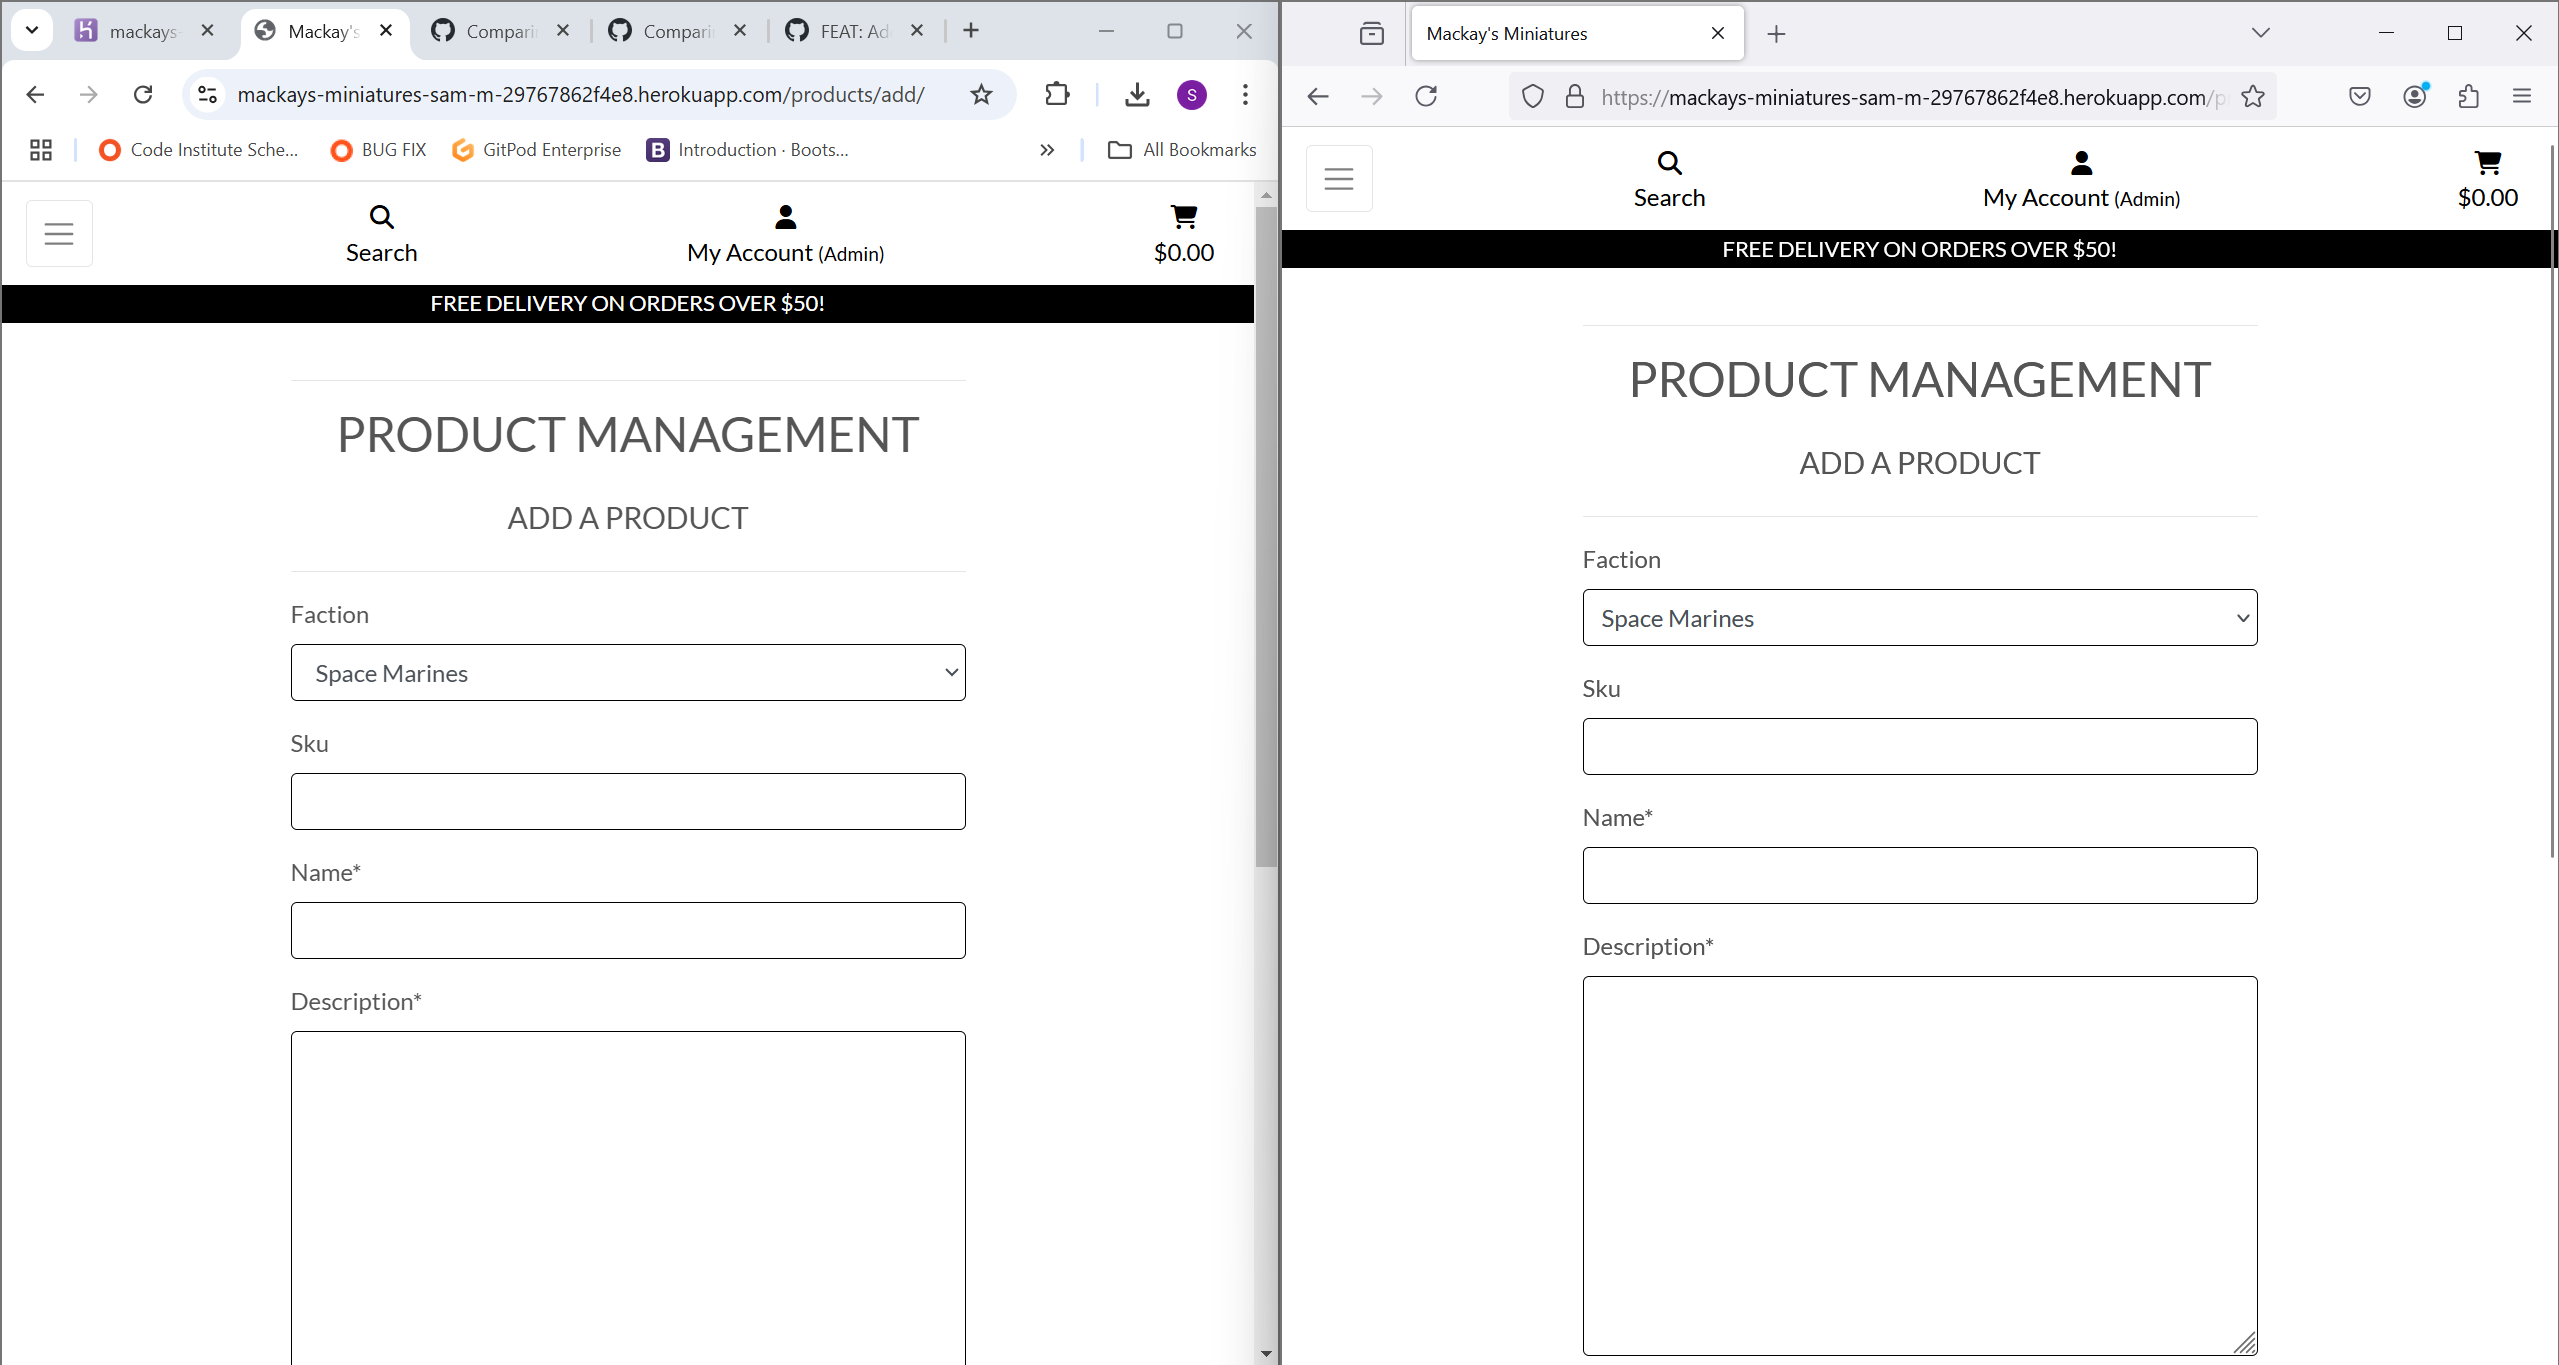 mackays-
Mackay's
Compari
Compari
FEAT: Ad
mackays-miniatures-sam-m-29767862f4e8.herokuapp.com/products/add/
S
Code Institute Sche...
BUG FIX
GitPod Enterprise
B
Introduction · Boots...
All Bookmarks
Search
My Account (Admin)
$0.00
FREE DELIVERY ON ORDERS OVER $50!
PRODUCT MANAGEMENT
ADD A PRODUCT
Faction
Space Marines
Sku
Name*
Description*
Mackay's Miniatures
https://mackays-miniatures-sam-m-29767862f4e8.herokuapp.com/p
Search
My Account (Admin)
$0.00
FREE DELIVERY ON ORDERS OVER $50!
PRODUCT MANAGEMENT
ADD A PRODUCT
Faction
Space Marines
Sku
Name*
Description*